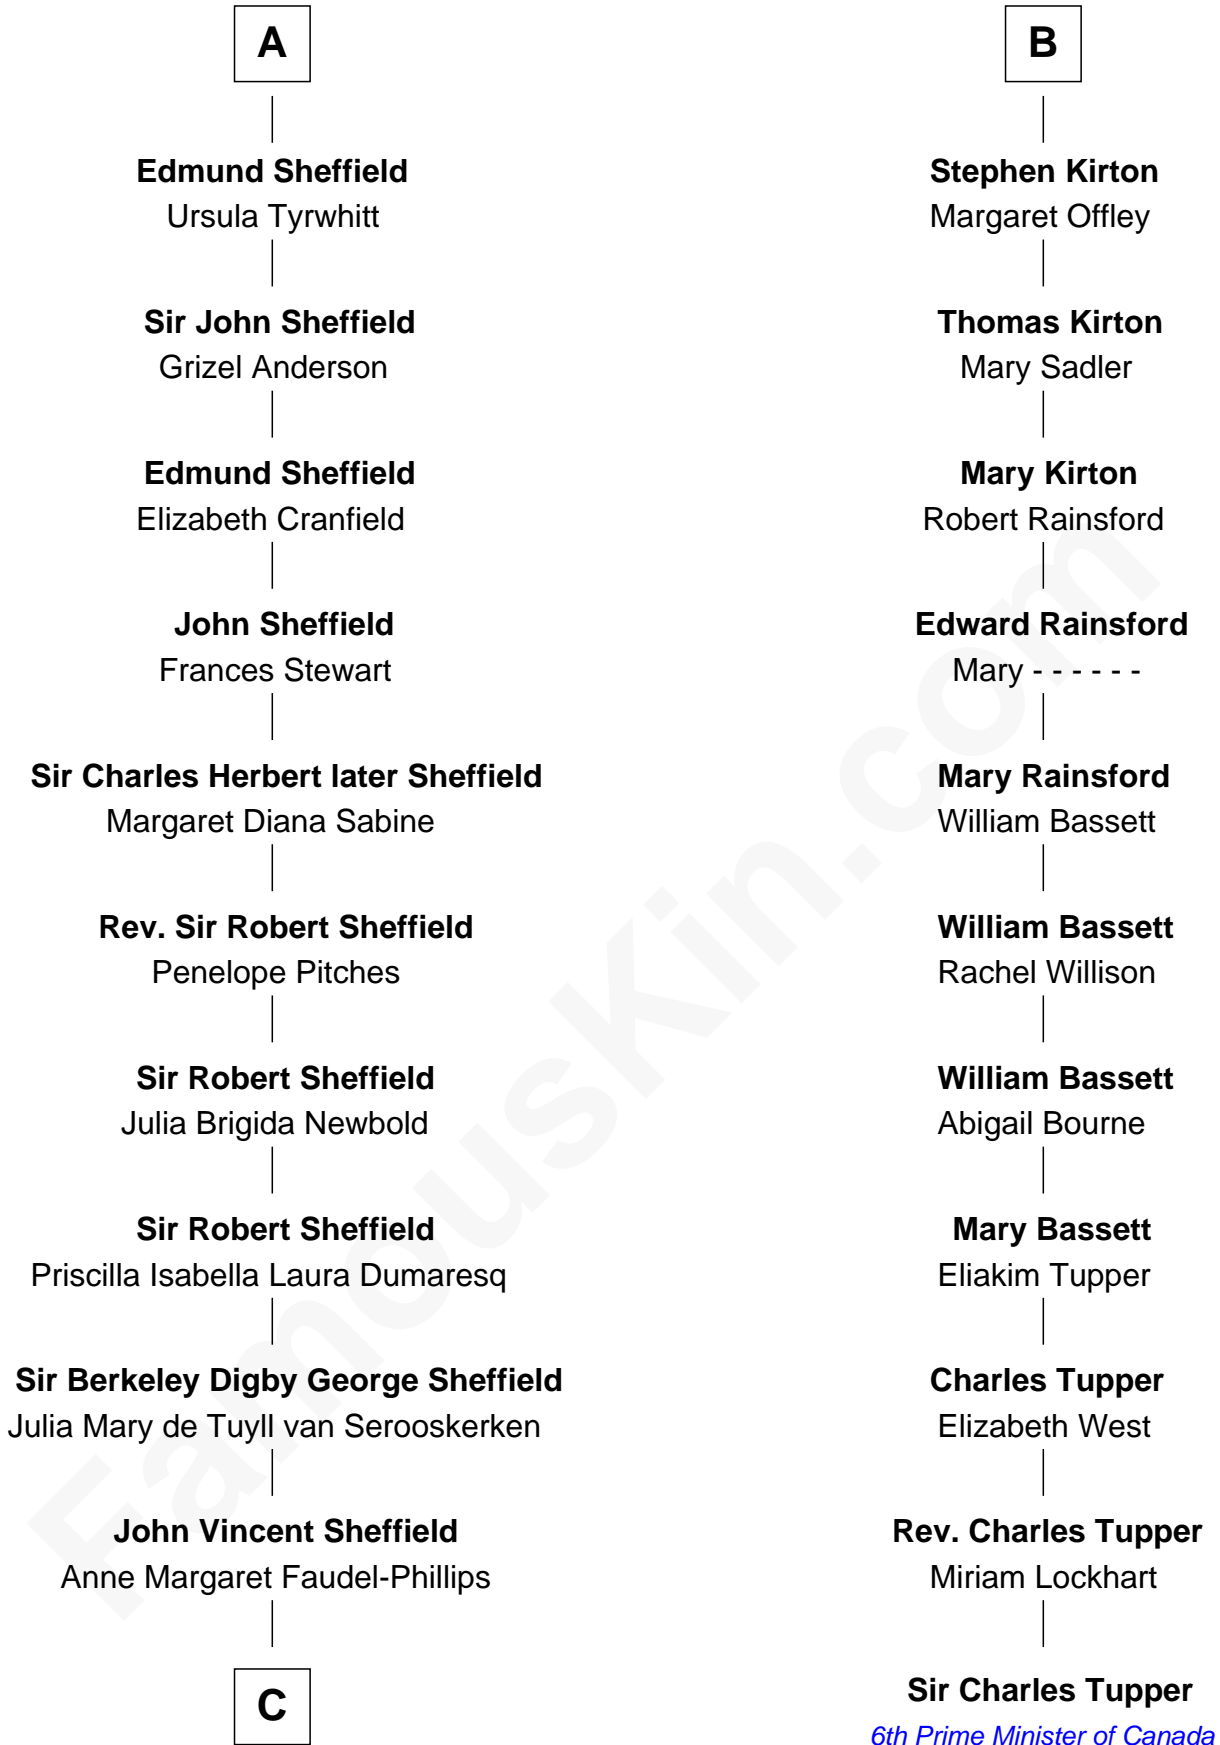 A
Edmund Sheffield
Ursula Tyrwhitt
Sir John Sheffield
Grizel Anderson
Edmund Sheffield
Elizabeth Cranfield
John Sheffield
Frances Stewart
Sir Charles Herbert later Sheffield
Margaret Diana Sabine
Rev. Sir Robert Sheffield
Penelope Pitches
Sir Robert Sheffield
Julia Brigida Newbold
Sir Robert Sheffield
Priscilla Isabella Laura Dumaresq
Sir Berkeley Digby George Sheffield
Julia Mary de Tuyll van Serooskerken
John Vincent Sheffield
Anne Margaret Faudel-Phillips
C
B
Stephen Kirton
Margaret Offley
Thomas Kirton
Mary Sadler
Mary Kirton
Robert Rainsford
Edward Rainsford
Mary - - - - - -
Mary Rainsford
William Bassett
William Bassett
Rachel Willison
William Bassett
Abigail Bourne
Mary Bassett
Eliakim Tupper
Charles Tupper
Elizabeth West
Rev. Charles Tupper
Miriam Lockhart
Sir Charles Tupper
6th Prime Minister of Canada
FamousKin.com